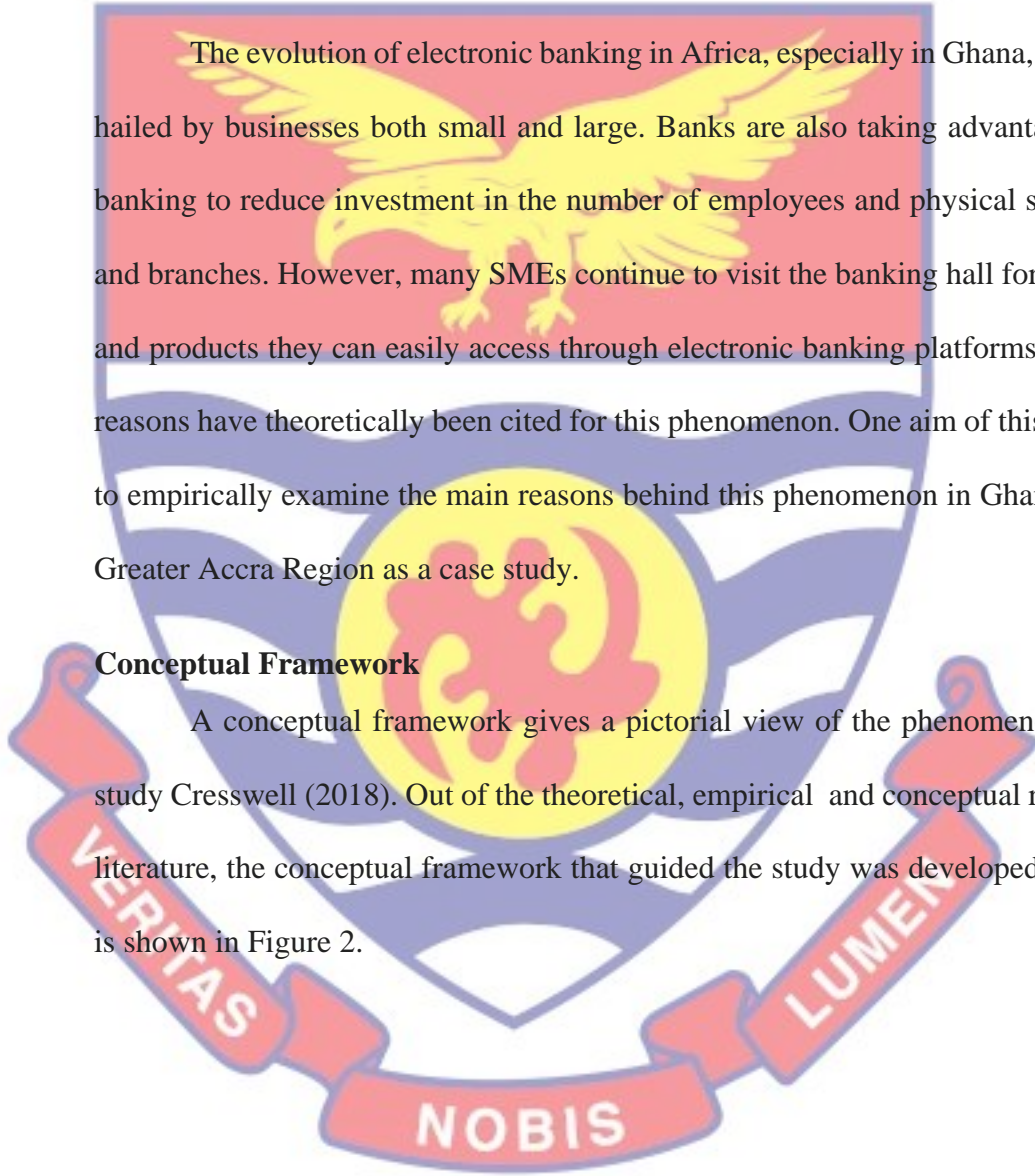 The evolution of electronic banking in Africa, especially in Ghana,
hailed by businesses both small and large. Banks are also taking
banking to reduce investment in the number of employees and physical
and branches. However, many SMEs continue to visit the banking hall for
and products they can easily access through electronic banking platforms
reasons have theoretically been cited for this phenomenon. One aim of this
to empirically examine the main reasons behind this phenomenon in
Greater Accra Region as a case study.
Conceptual Framework
A conceptual framework gives a pictorial view of the
study Cresswell (2018). Out of the theoretical, empirical and conceptual
literature, the conceptual framework that guided the study was developed
is shown in Figure 2.
VERITAS
NOBIS
LUMEN